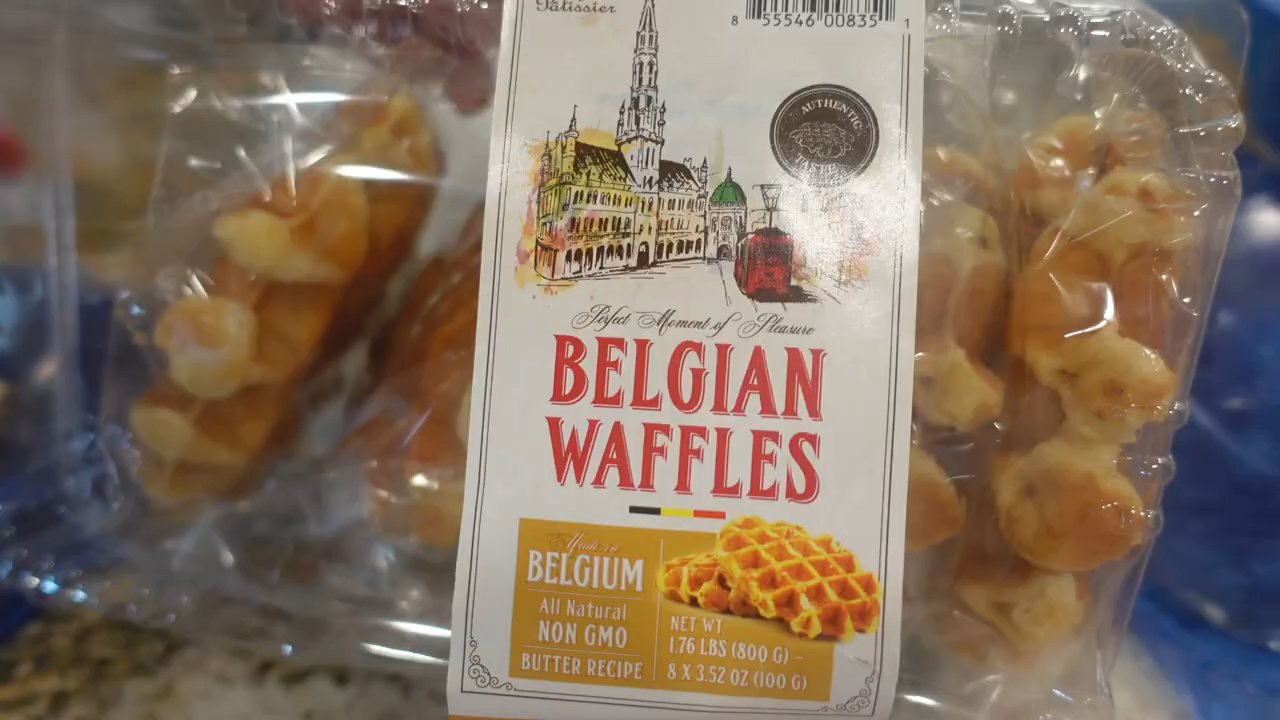 Pâtissier
8 55546 00835 1
AUTHENTIC
Perfect Moment of Pleasure
BELGIAN
WAFFLES
Made in
BELGIUM
All Natural
NON GMO
BUTTER RECIPE
NET WT.
1.76 LBS (800 G) –
8 X 3.52 OZ (100 G)